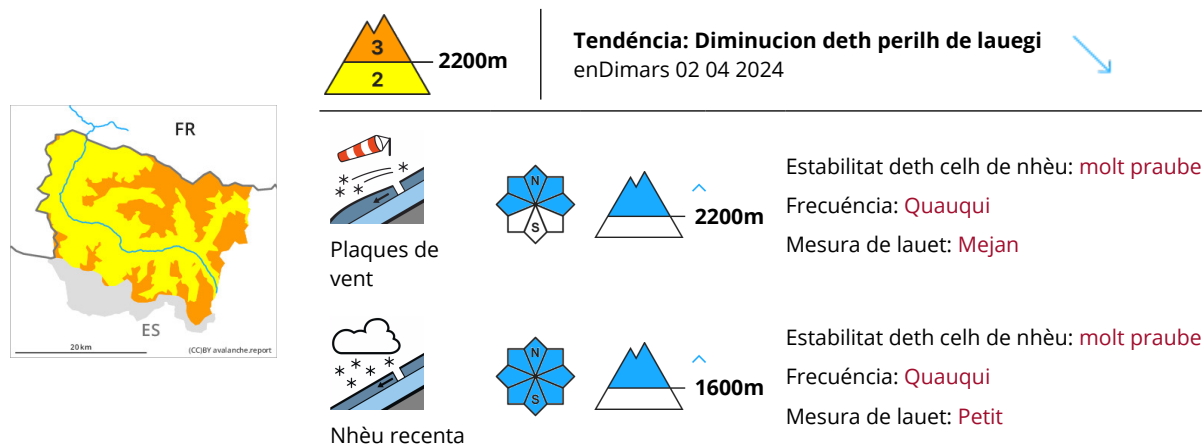 3
2
2200m
Tendéncia: Diminucion deth perilh de lauegi
enDimars 02 04 2024
FR
ES
20 km
(CC)BY avalanche.report
Plaques de
vent
N
S
2200m
Estabilitat deth celh de nhèu: molt praube
Frecuéncia: Quauqui
Mesura de lauet: Mejan
Nhèu recenta
N
S
1600m
Estabilitat deth celh de nhèu: molt praube
Frecuéncia: Quauqui
Mesura de lauet: Petit